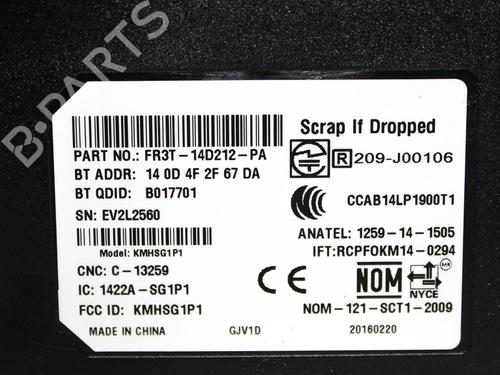 B-PARTS
Scrap If Dropped
PART NO.: FR3T-14D212-PA
R 209-J00106
BT ADDR: 14 0D 4F 2F 67 DA
BT QDID: B017701
CCAB14LP1900T1
SN: EV2L2560
ANATEL: 1259-14-1505
Model: KMHSG1P1
IFT:RCPFOKM14-0294
CNC: C-13259
IC: 1422A-SG1P1
CE
NOM
MR
NYCE
FCC ID: KMHSG1P1
NOM-121-SCT1-2009
MADE IN CHINA
GJV1D
20160220